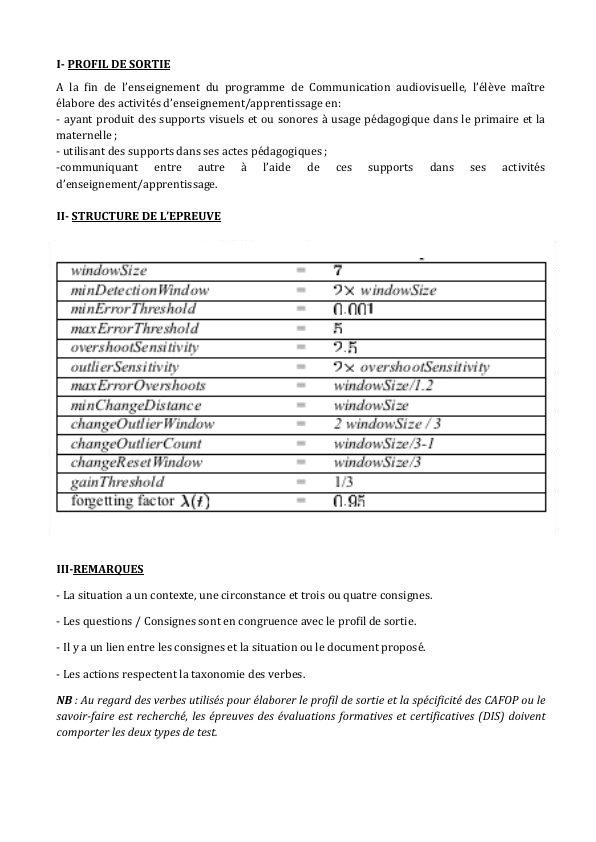 I- PROFIL DE SORTIE
A la fin de l'enseignement du programme de Communication audiovisuelle, l'élève maître
élabore des activités d'enseignement/apprentissage en:
- ayant produit des supports visuels et ou sonores à usage pédagogique dans le primaire et la
maternelle ;
- utilisant des supports dans ses actes pédagogiques ;
-communiquant entre autre à l'aide de ces supports dans ses activités
d'enseignement/apprentissage.
II- STRUCTURE DE L'EPREUVE
windowSize = 7
minDetectionWindow = 2× windowSize
minErrorThreshold = 0.001
maxErrorThreshold = 5
overshootSensitivity = 2.5
outlierSensitivity = 2× overshootSensitivity
maxErrorOvershoots windowSize/1.2
minChangeDistance = windowSize
changeOutlierWindow = 2 windowSize / 3
changeOutlierCount = windowSize/3-1
changeResetWindow = windowSize/3
gainThreshold = 1/3
forgetting factor λ(t) = 0.95
III-REMARQUES
- La situation a un contexte, une circonstance et trois ou quatre consignes.
- Les questions / Consignes sont en congruence avec le profil de sortie.
- Il y a un lien entre les consignes et la situation ou le document proposé.
- Les actions respectent la taxonomie des verbes.
NB : Au regard des verbes utilisés pour élaborer le profil de sortie et la spécificité des CAFOP ou le
savoir-faire est recherché, les épreuves des évaluations formatives et certificatives (DIS) doivent
comporter les deux types de test.